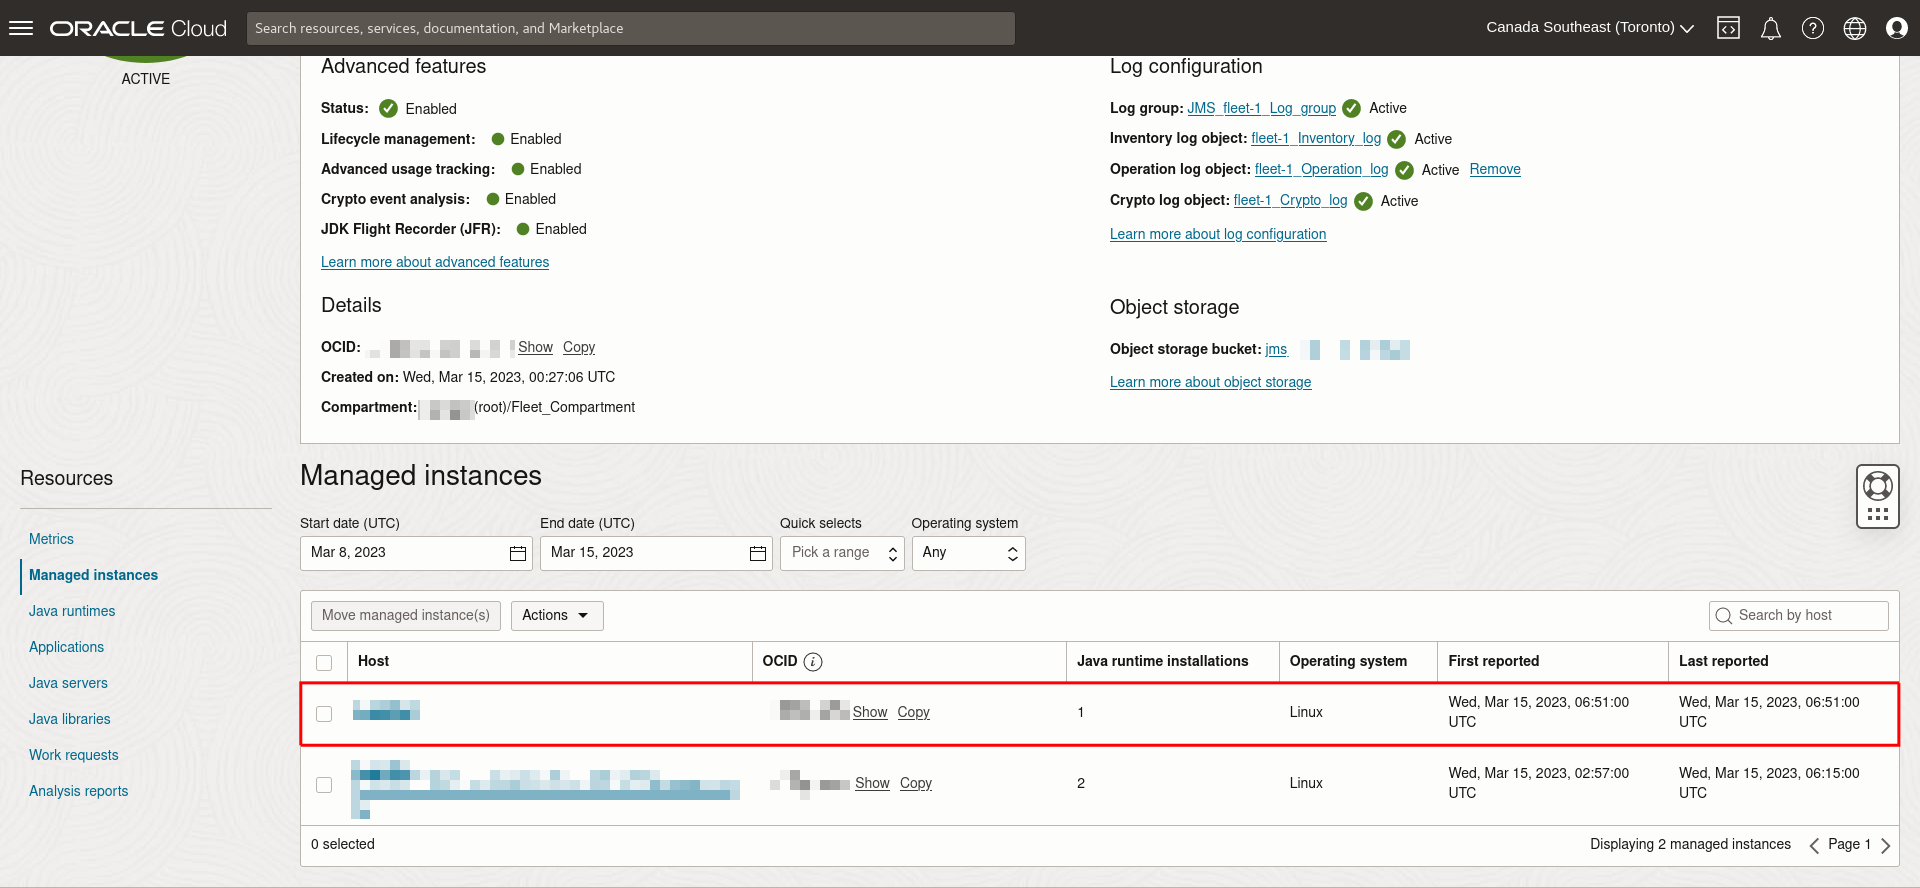 ORACLE Cloud
Search resources, services, documentation, and Marketplace
Canada Southeast (Toronto)
ACTIVE
Advanced features
Status: Enabled
Lifecycle management: Enabled
Advanced usage tracking: Enabled
Crypto event analysis: Enabled
JDK Flight Recorder (JFR): Enabled
Learn more about advanced features
Log configuration
Log group: JMS_fleet-1_Log_group Active
Inventory log object: fleet-1_Inventory_log Active
Operation log object: fleet-1_Operation_log Active Remove
Crypto log object: fleet-1_Crypto_log Active
Learn more about log configuration
Details
OCID: Show Copy
Created on: Wed, Mar 15, 2023, 00:27:06 UTC
Compartment: (root)/Fleet_Compartment
Object storage
Object storage bucket: jms
Learn more about object storage
Resources
Metrics
Managed instances
Java runtimes
Applications
Java servers
Java libraries
Work requests
Analysis reports
Managed instances
Start date (UTC) End date (UTC) Quick selects Operating system
Mar 8, 2023 Mar 15, 2023 Pick a range Any
Move managed instance(s) Actions Search by host
Host OCID i Java runtime installations Operating system First reported Last reported
Show Copy 1 Linux Wed, Mar 15, 2023, 06:51:00 UTC Wed, Mar 15, 2023, 06:51:00 UTC
Show Copy 2 Linux Wed, Mar 15, 2023, 02:57:00 UTC Wed, Mar 15, 2023, 06:15:00 UTC
0 selected Displaying 2 managed instances Page 1